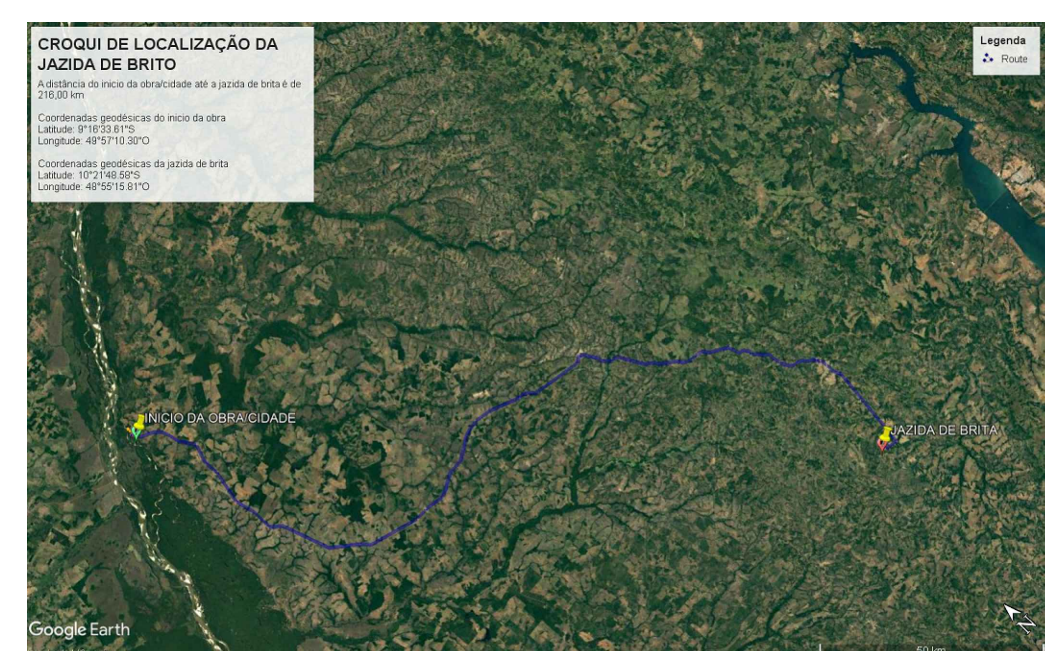 CROQUI DE LOCALIZAÇÃO DA
JAZIDA DE BRITO
A distância do inicio da obra/cidade até a jazida de brita é de
216,00 km
Coordenadas geodésicas do inicio da obra
Latitude: 9°16'33.61"S
Longitude: 49°57'10.30"O
Coordenadas geodésicas da jazida de brita
Latitude: 10°21'48.58"S
Longitude: 48°55'15.81"O
Legenda
Route
INICIO DA OBRA/CIDADE
JAZIDA DE BRITA
Google Earth
N
50 km